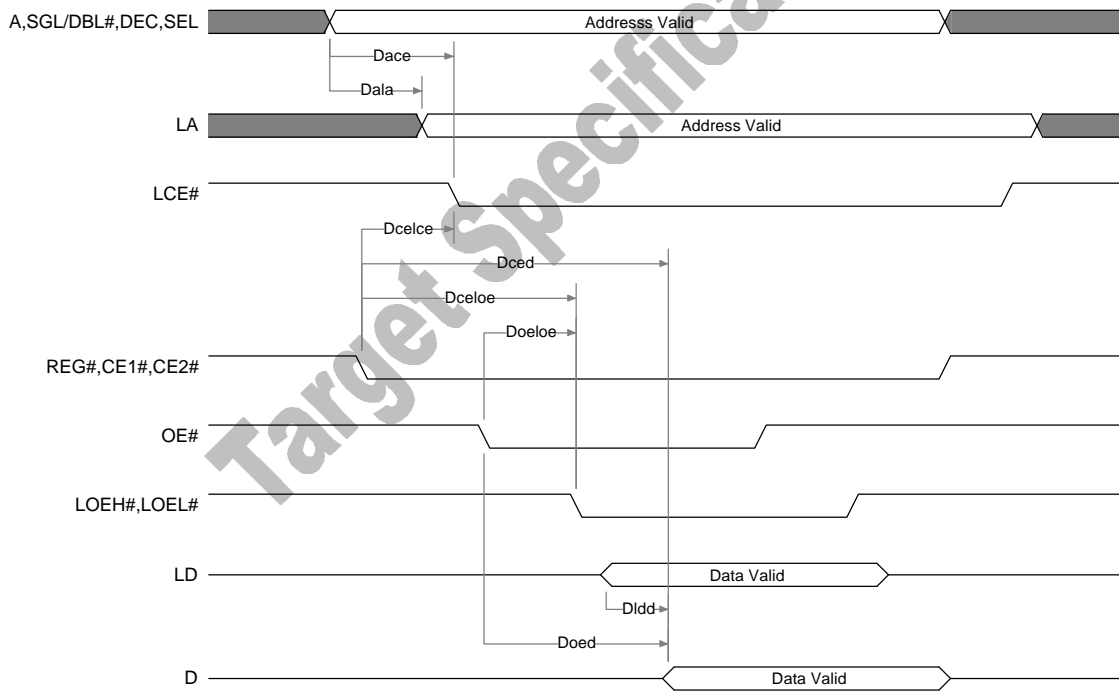 A,SGL/DBL#,DEC,SEL
Addresss Valid
Dace
Dala
LA
Address Valid
LCE#
Dcelce
Dced
Dceloe
Doeloe
REG#,CE1#,CE2#
OE#
LOEH#,LOEL#
LD
Data Valid
Dldd
Doed
D
Data Valid
Target Specifica